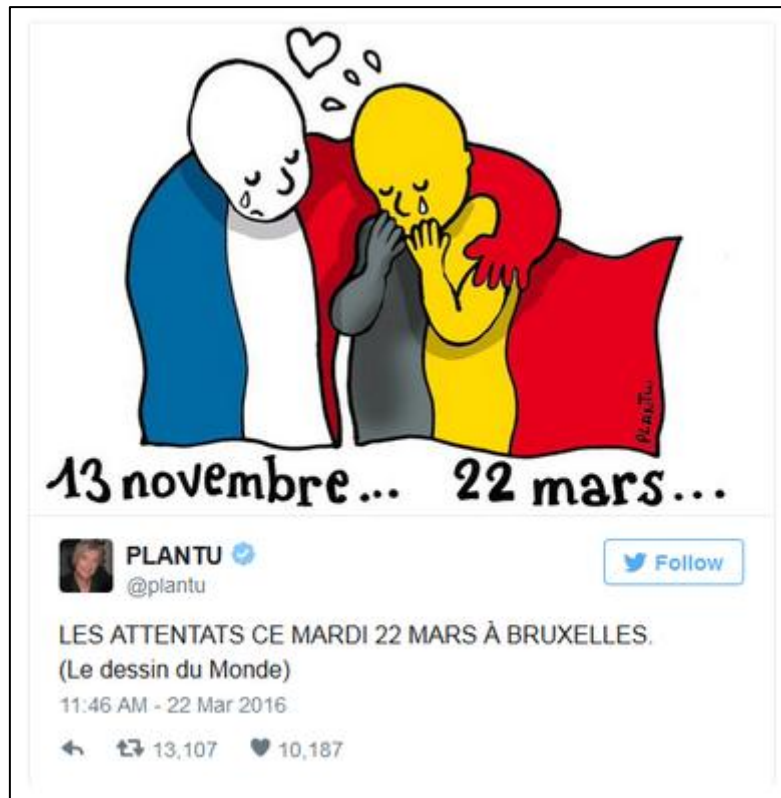 PLANTU
13 novembre... 22 mars...
PLANTU
@plantu
Follow
LES ATTENTATS CE MARDI 22 MARS À BRUXELLES.
(Le dessin du Monde)
11:46 AM - 22 Mar 2016
13,107 10,187